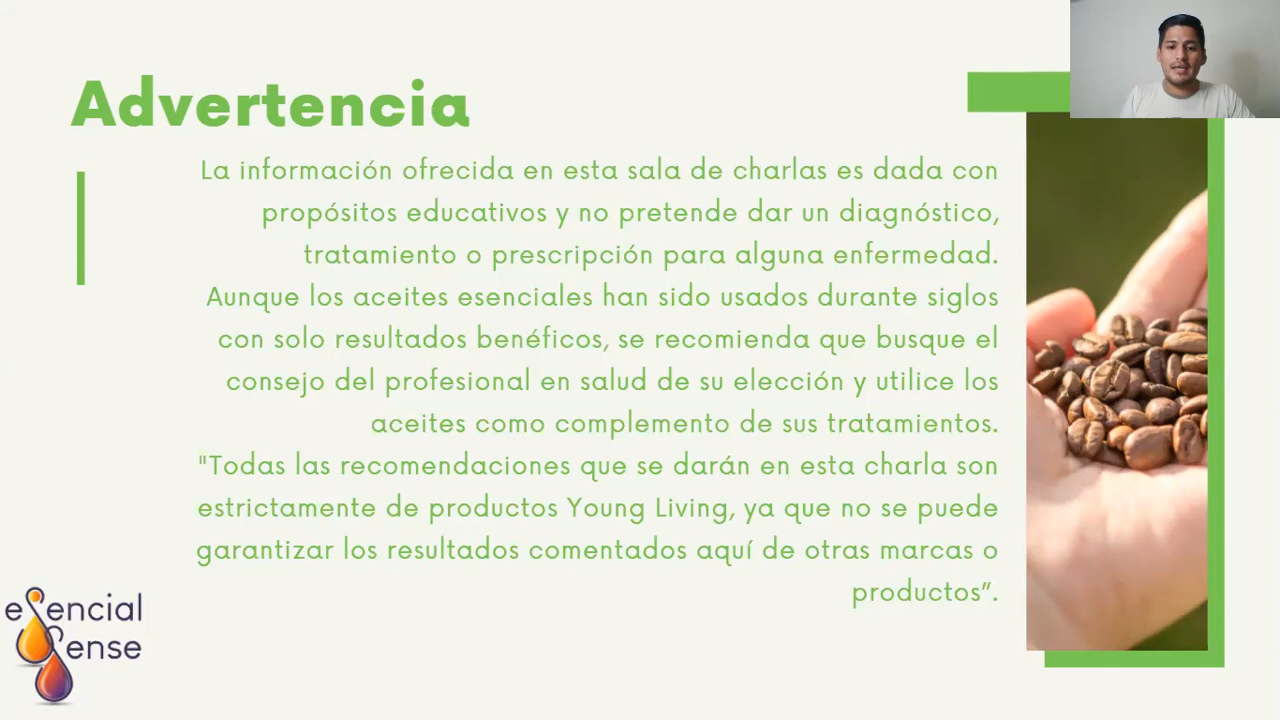 Advertencia
La información ofrecida en esta sala de charlas es dada con
propósitos educativos y no pretende dar un diagnóstico,
tratamiento o prescripción para alguna enfermedad.
Aunque los aceites esenciales han sido usados durante siglos
con solo resultados benéficos, se recomienda que busque el
consejo del profesional en salud de su elección y utilice los
aceites como complemento de sus tratamientos.
"Todas las recomendaciones que se darán en esta charla son
estrictamente de productos Young Living, ya que no se puede
garantizar los resultados comentados aquí de otras marcas o
productos”.
eSencial
Sense